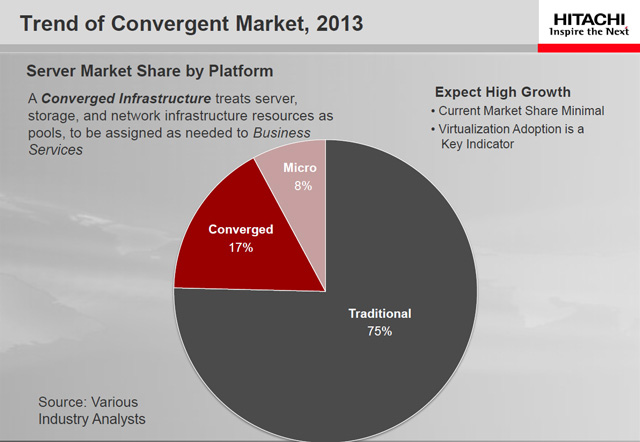 Trend of Convergent Market, 2013
HITACHI
Inspire the Next
Server Market Share by Platform
A Converged Infrastructure treats server,
storage, and network infrastructure resources as
pools, to be assigned as needed to Business
Services
Expect High Growth
• Current Market Share Minimal
• Virtualization Adoption is a
Key Indicator
Micro
8%
Converged
17%
Traditional
75%
Source: Various
Industry Analysts